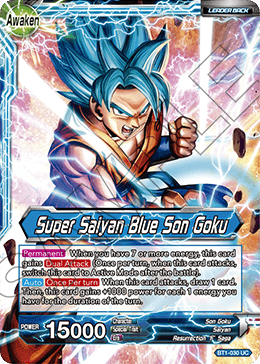 Awaken
LEADER BACK
Super Saiyan Blue Son Goku
Permanent When you have 7 or more energy, this card
gains Dual Attack (Once per turn, when this card attacks,
switch this card to Active Mode after the battle).
Auto Once Per Turn When this card attacks, draw 1 card.
Then, this card gains +1000 power for each 1 energy you
have for the duration of the turn.
POWER 15000
Character Son Goku
Special Trait Saiyan
Era Resurrection Saga
BT1-030 UC